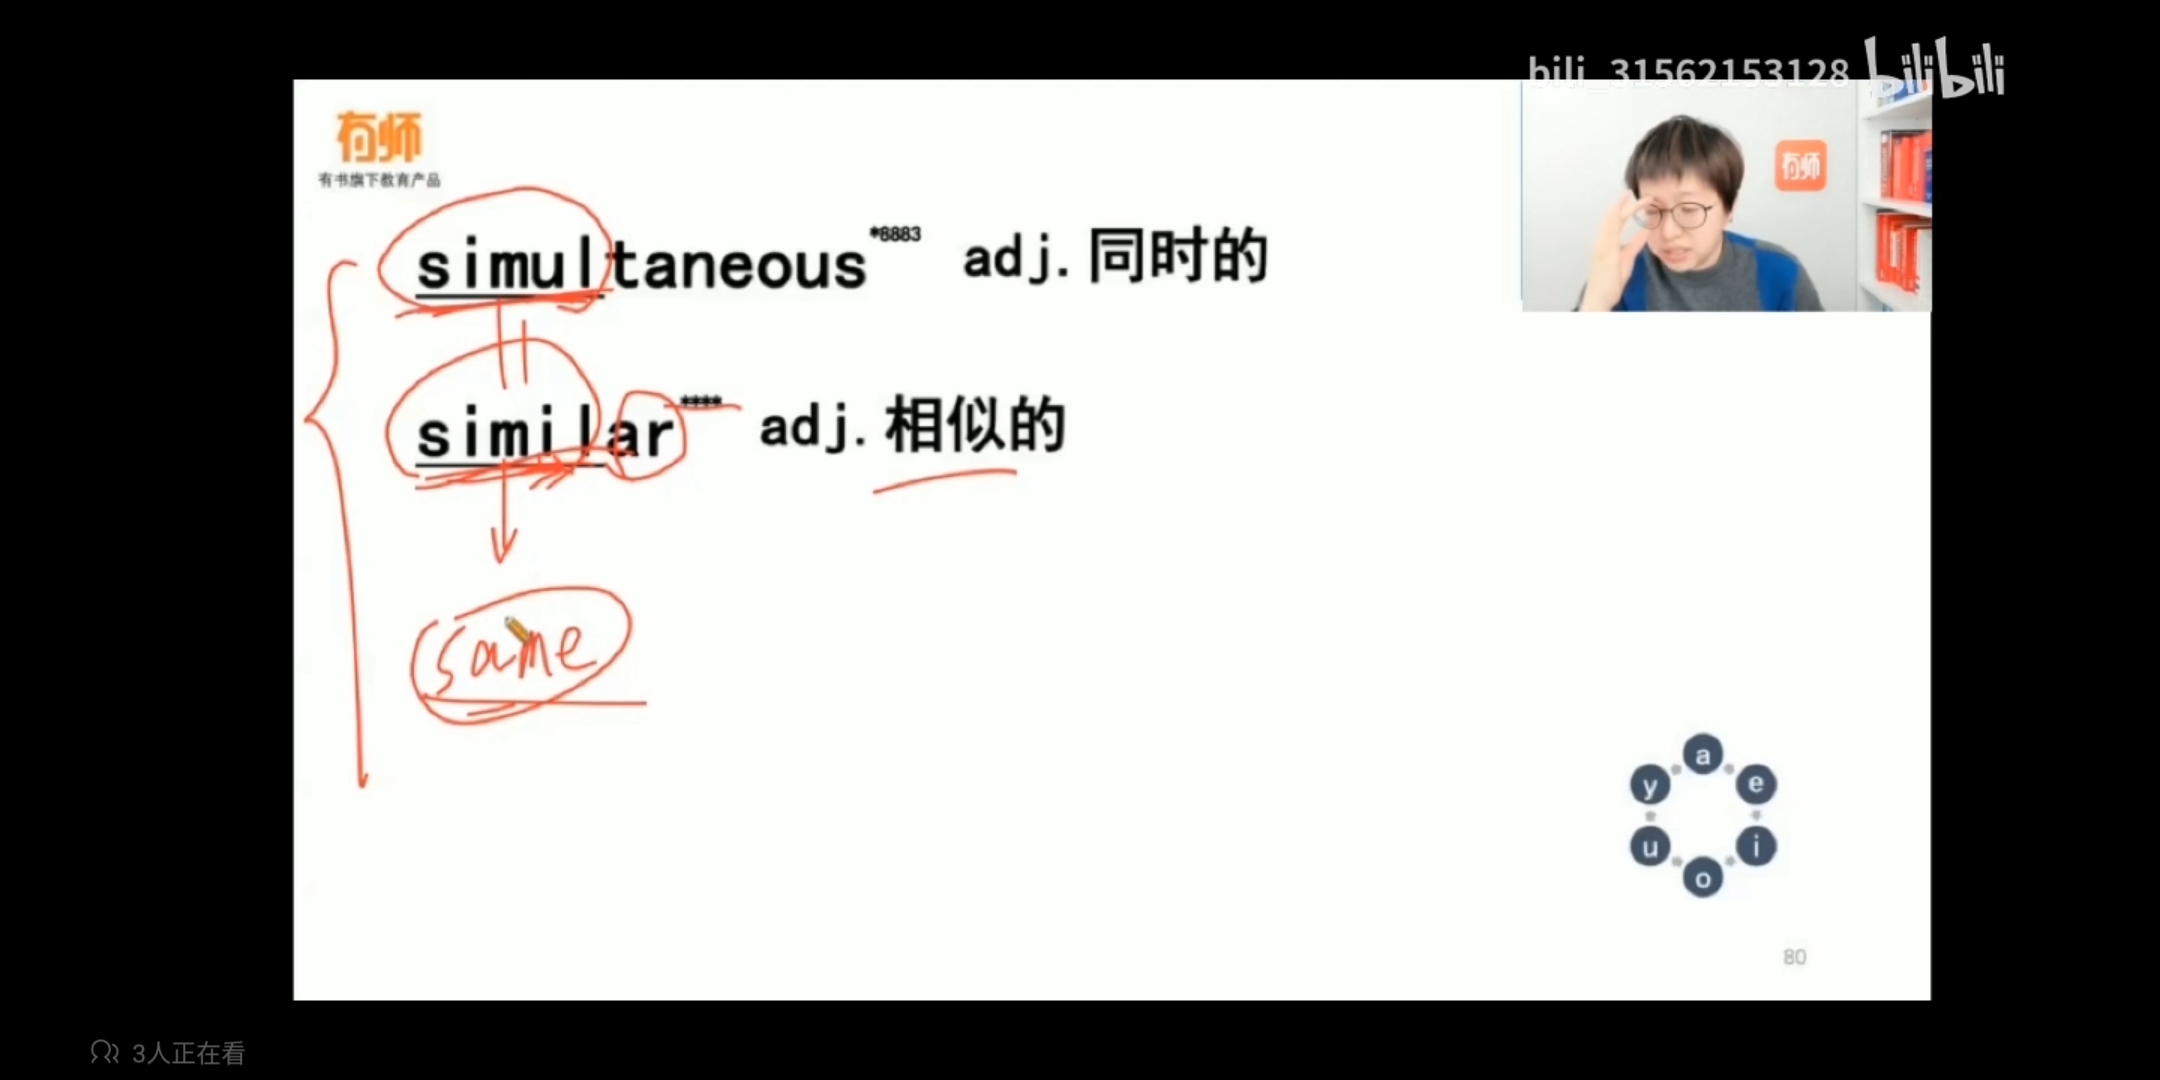 bili_31562153128 bilibili
有师
有书旗下教育产品
有师
simultaneous*8883 adj.同时的
similar**** adj.相似的
same
a
y e
u i
o
80
3人正在看